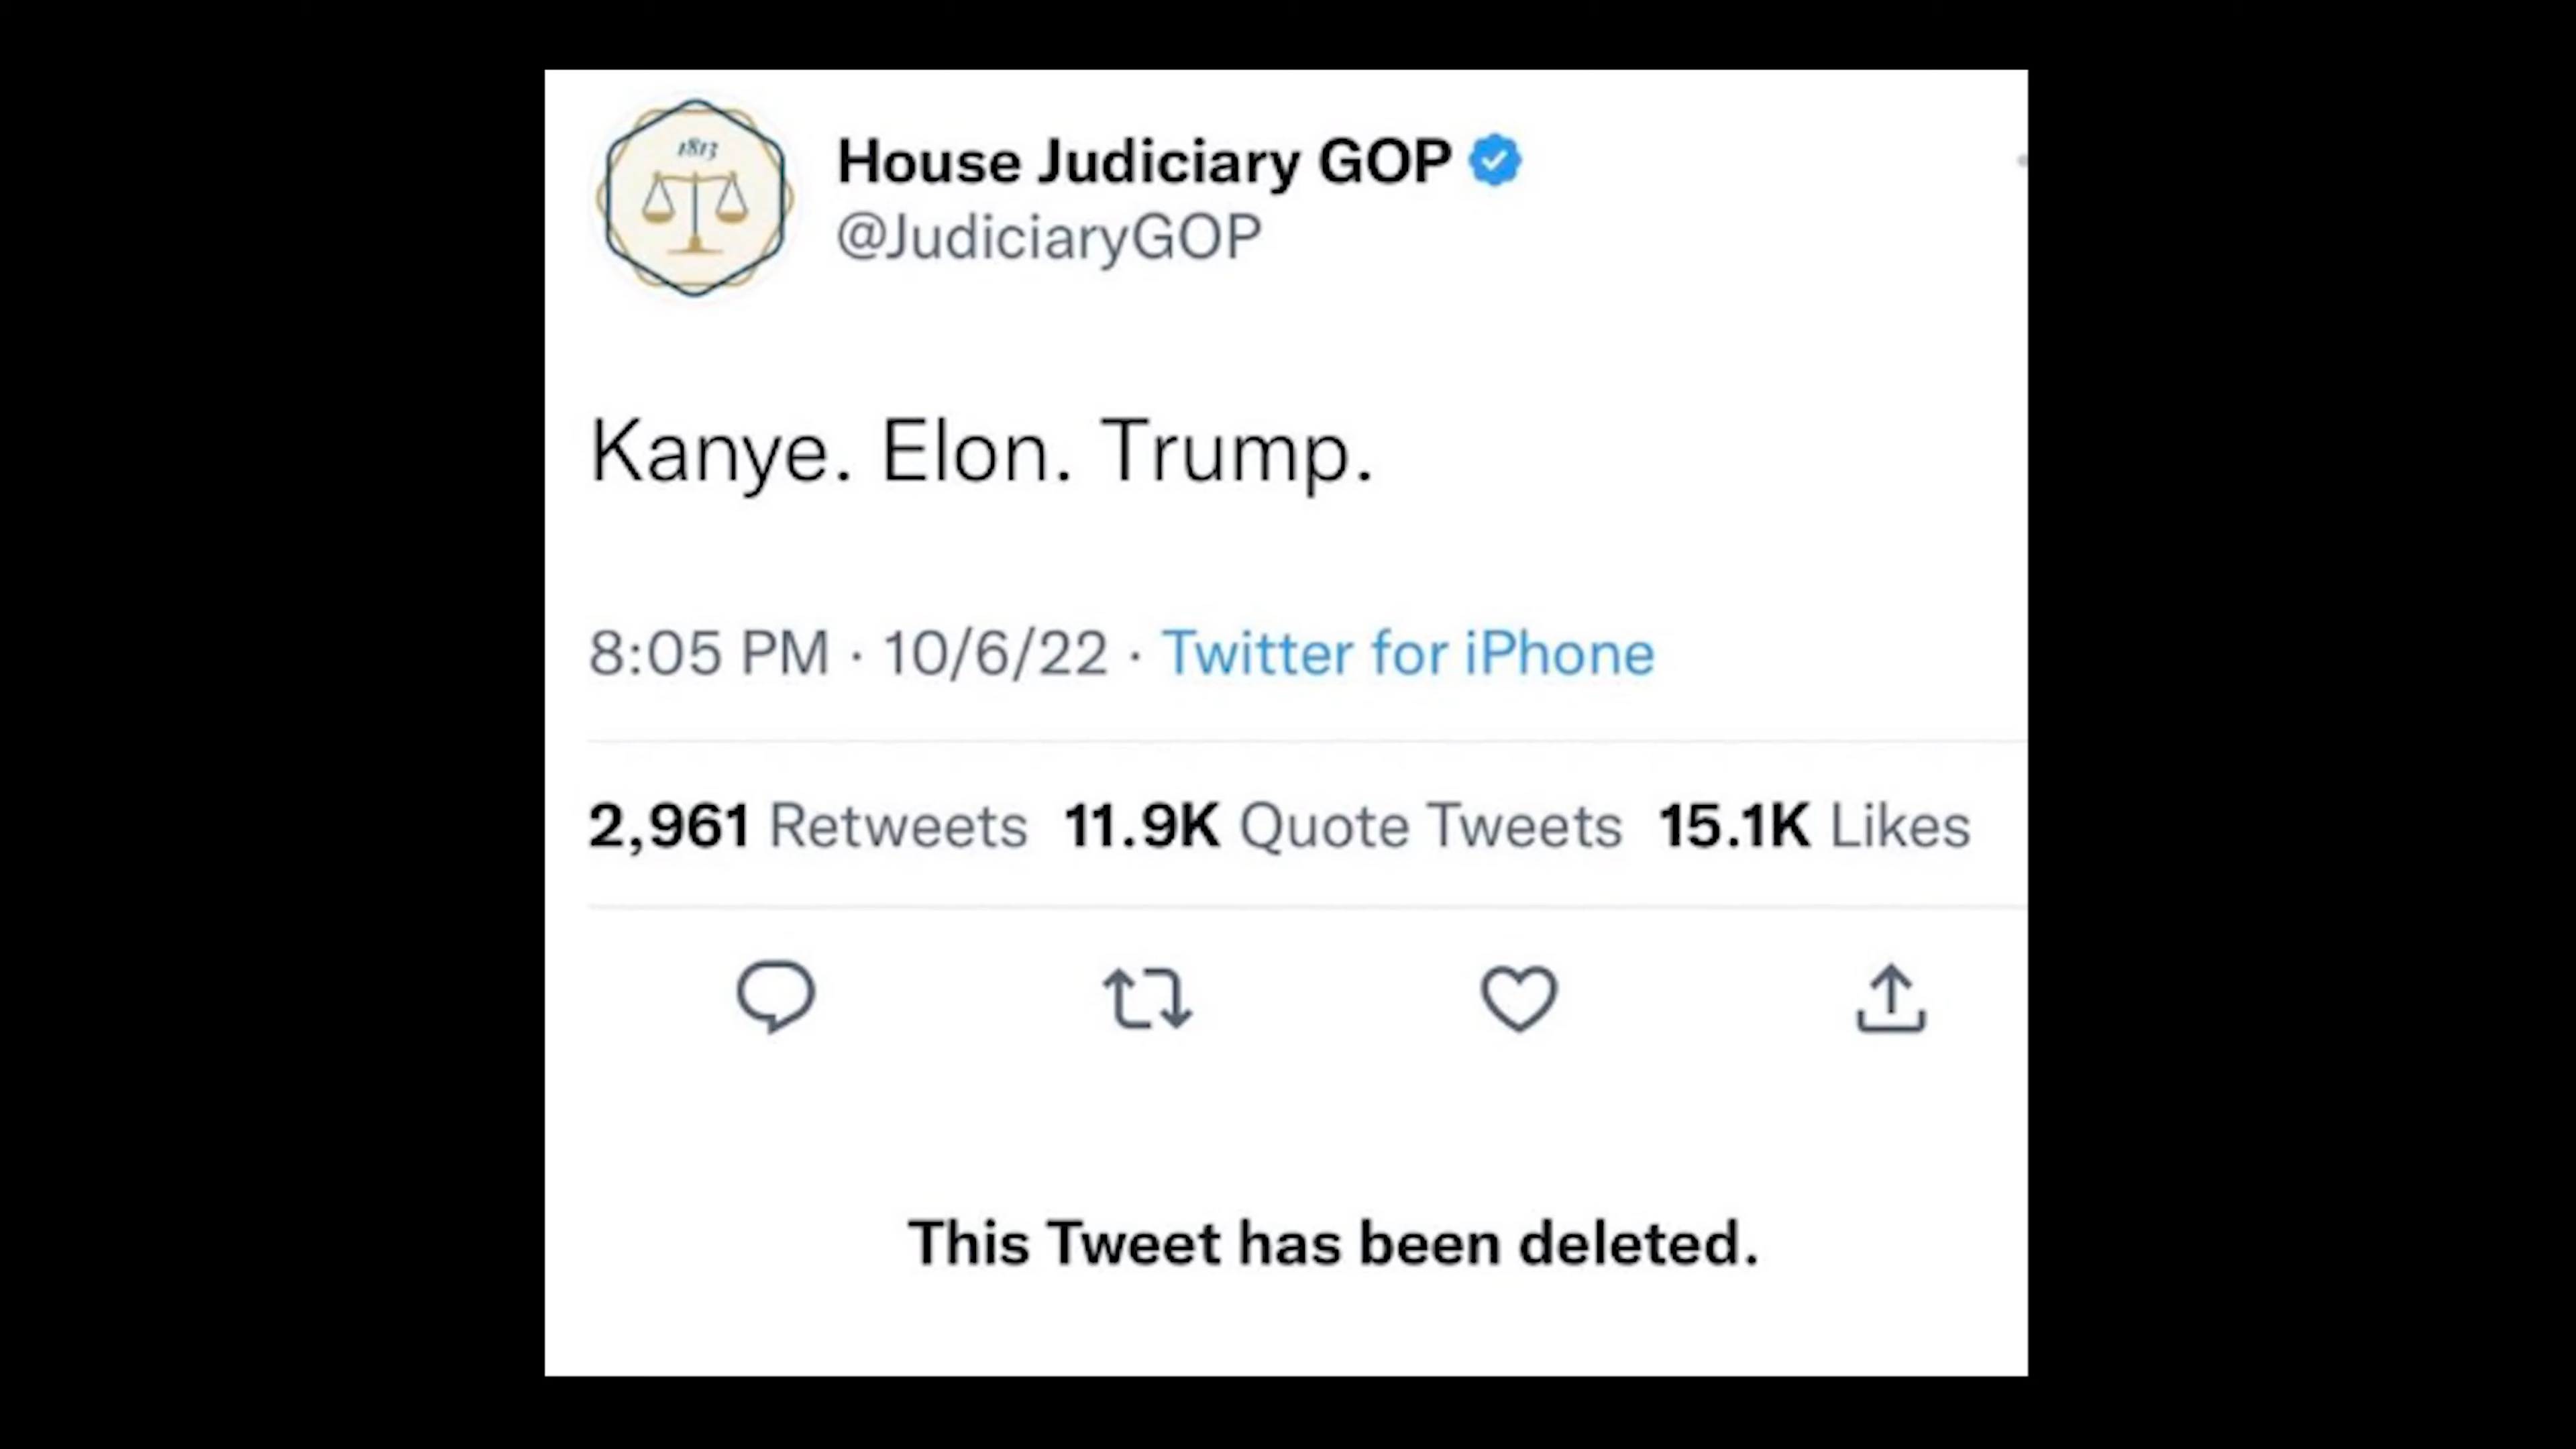 1813
House Judiciary GOP
@JudiciaryGOP
Kanye. Elon. Trump.
8:05 PM · 10/6/22 · Twitter for iPhone
2,961 Retweets 11.9K Quote Tweets 15.1K Likes
This Tweet has been deleted.